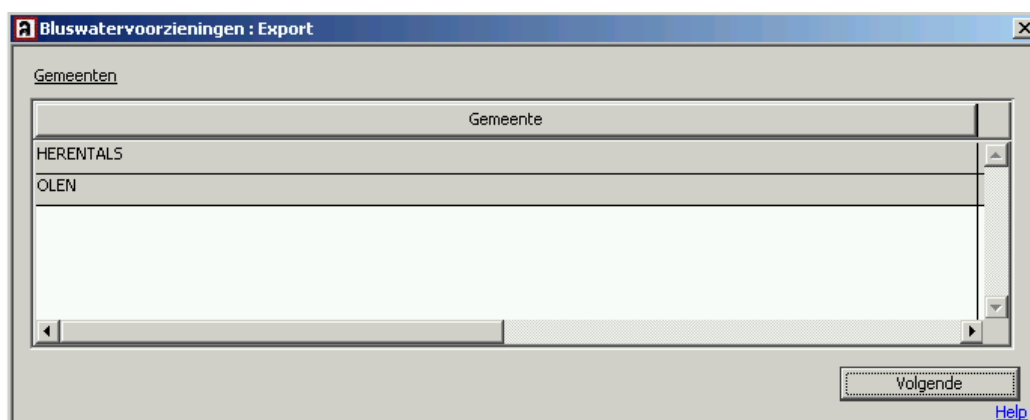 a Bluswatervoorzieningen : Export
Gemeenten
Gemeente
HERENTALS
OLEN
Volgende
Help